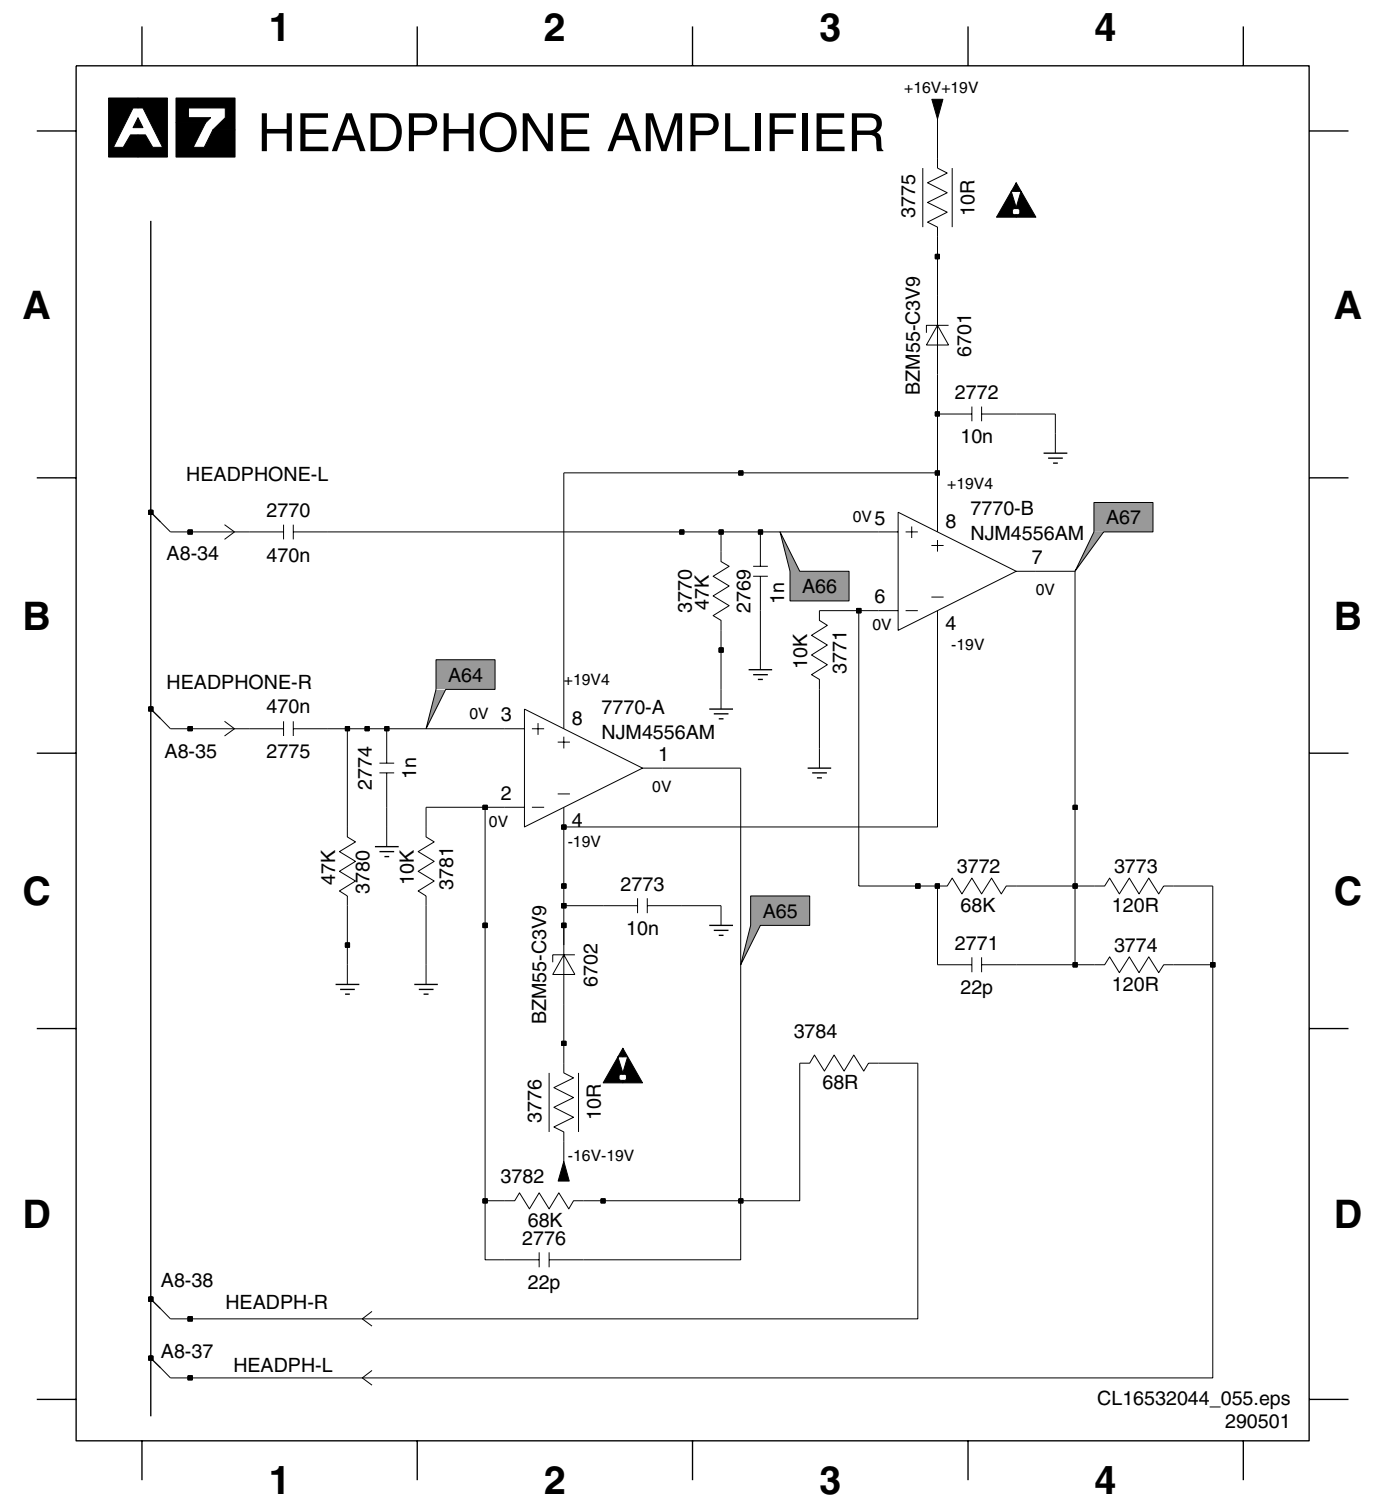 1 2 3 4
A7 HEADPHONE AMPLIFIER
+16V+19V
3775
10R
A
A
BZM55-C3V9
6701
2772
10n
HEADPHONE-L
+19V4
2770
A8-34
470n
0V 5
8
7770-B
NJM4556AM
A67
7
0V
3770
47K
2769
1n
A66
6
0V
4
-19V
B
B
10K
3771
HEADPHONE-R
470n
A64
+19V4
A8-35
2775
0V 3
8
7770-A
NJM4556AM
1
0V
2774
1n
2
0V
4
-19V
47K
3780
10K
3781
C
C
2773
10n
A65
3772
68K
3773
120R
2771
22p
3774
120R
BZM55-C3V9
6702
3784
68R
3776
10R
-16V-19V
3782
68K
2776
22p
D
D
A8-38
HEADPH-R
A8-37
HEADPH-L
CL16532044_055.eps
290501
1 2 3 4